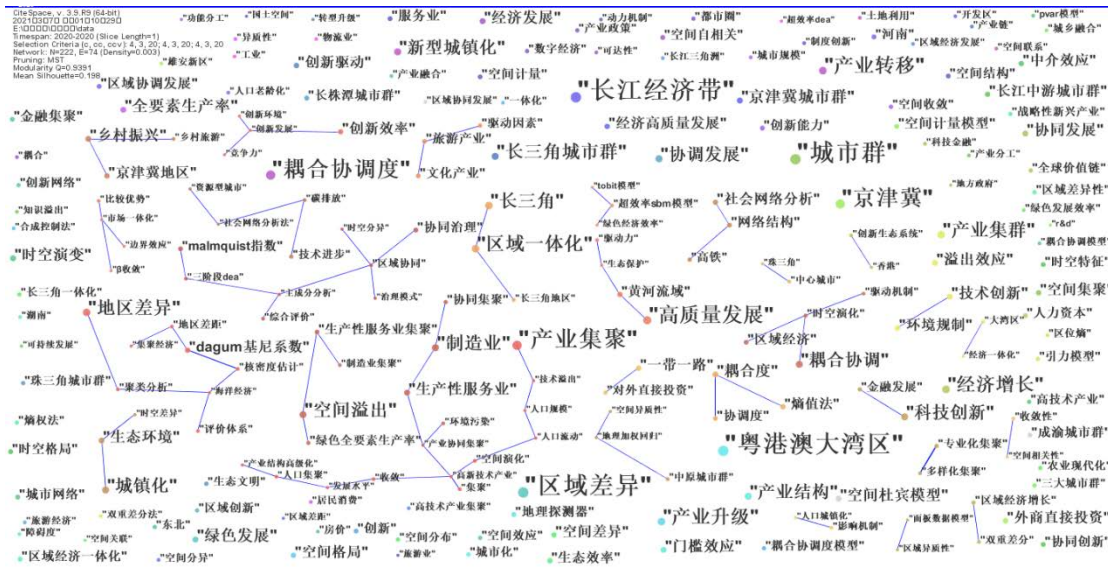 CiteSpace, v. 3.9.R9 (64-bit)
Timespan: 2020-2020 (Slice Length=1)
Selection Criteria (c, cc, ccv): 4, 3, 20; 4, 3, 20; 4, 3, 20
Network: N=222, E=74 (Density=0.003)
Pruning: MST
Modularity Q=0.9391
Mean Silhouette=0.198
"功能分工"
"国土空间"
"转型升级"
"服务业"
"经济发展"
"动力机制"
"都市圈"
"超效率dea"
"土地利用"
"开发区"
"pvar模型"
"产业政策"
"产业链"
"城乡融合"
"异质性"
"物流业"
"新型城镇化"
"数字经济"
"可达性"
"空间自相关"
"制度创新"
"河南"
"区域经济发展"
"工业"
"雄安新区"
"创新驱动"
"产业融合"
"空间计量"
"长江三角洲"
"城市规模"
"产业转移"
"空间联系"
"空间结构"
"中介效应"
"区域协调发展"
"人口老龄化"
"长株潭城市群"
"区域协同发展"
"一体化"
"长江经济带"
"京津冀城市群"
"空间收敛"
"长江中游城市群"
"全要素生产率"
"战略性新兴产业"
"金融集聚"
"创新环境"
"创新发展"
"创新效率"
"驱动因素"
"经济高质量发展"
"创新能力"
"空间计量模型"
"协同发展"
"乡村振兴"
"乡村旅游"
"旅游产业"
"科技金融"
"耦合"
"竞争力"
"长三角城市群"
"协调发展"
"城市群"
"产业分工"
"京津冀地区"
"耦合协调度"
"文化产业"
"全球价值链"
"创新网络"
"资源型城市"
"tobit模型"
"社会网络分析"
"京津冀"
"地方政府"
"区域差异性"
"比较优势"
"碳排放"
"长三角"
"超效率sbm模型"
"绿色发展效率"
"知识溢出"
"市场一体化"
"社会网络分析法"
"时空分异"
"协同治理"
"绿色经济效率"
"网络结构"
"r&d"
"合成控制法"
"创新生态系统"
"产业集群"
"耦合协调模型"
"边界效应"
"malmquist指数"
"技术进步"
"区域一体化"
"驱动力"
"时空演变"
"三阶段dea"
"区域协同"
"生态保护"
"高铁"
"香港"
"溢出效应"
"时空特征"
"β收敛"
"珠三角"
"中心城市"
"长三角一体化"
"主成分分析"
"治理模式"
"长三角地区"
"黄河流域"
"驱动机制"
"技术创新"
"空间集聚"
"地区差异"
"综合评价"
"协同集聚"
"高质量发展"
"时空演化"
"人力资本"
"湖南"
"地区差距"
"生产性服务业集聚"
"环境规制"
"大湾区"
"区位熵"
"可持续发展"
"集聚经济"
"dagum基尼系数"
"制造业"
"产业集聚"
"区域经济"
"耦合协调"
"经济一体化"
"引力模型"
"核密度估计"
"制造业集聚"
"一带一路"
"耦合度"
"珠三角城市群"
"聚类分析"
"海洋经济"
"生产性服务业"
"技术溢出"
"对外直接投资"
"金融发展"
"经济增长"
"高技术产业"
"熵权法"
"时空差异"
"空间溢出"
"人口规模"
"空间异质性"
"协调度"
"熵值法"
"科技创新"
"收敛性"
"生态环境"
"评价体系"
"环境污染"
"成渝城市群"
"时空格局"
"绿色全要素生产率"
"产业协同集聚"
"人口流动"
"地理加权回归"
"粤港澳大湾区"
"专业化集聚"
"空间相关性"
"产业结构高级化"
"空间演化"
"农业现代化"
"城镇化"
"生态文明"
"人口集聚"
"收敛"
"高新技术产业"
"中原城市群"
"多样化集聚"
"三大城市群"
"发展水平"
"集聚"
"区域差异"
"城市网络"
"区域创新"
"居民消费"
"高技术产业集聚"
"产业结构"
"空间杜宾模型"
"区域经济增长"
"旅游经济"
"双重差分法"
"东北"
"区域差距"
"地理探测器"
"产业升级"
"人口城镇化"
"面板数据模型"
"外商直接投资"
"障碍度"
"绿色发展"
"房价"
"创新"
"空间分布"
"空间效应"
"空间差异"
"影响机制"
"空间关联"
"双重差分"
"区域经济一体化"
"空间分异"
"空间格局"
"旅游业"
"城市化"
"生态效率"
"门槛效应"
"耦合协调度模型"
"区域异质性"
"协同创新"